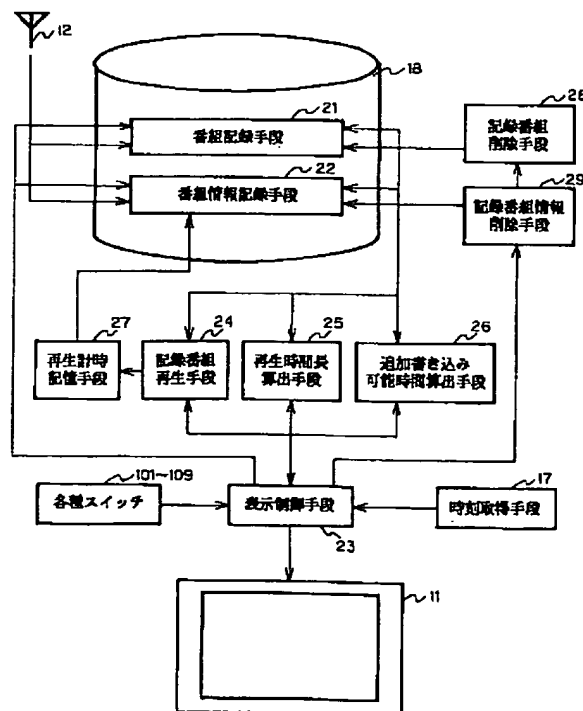 12
18
21
番組記録手段
22
番組情報記録手段
28
記録番組
削除手段
29
記録番組情報
削除手段
27
再生計時
記憶手段
24
記録番組
再生手段
25
再生時間長
算出手段
26
追加書き込み
可能時間算出手段
101~109
各種スイッチ
表示制御手段
23
17
時刻取得手段
11